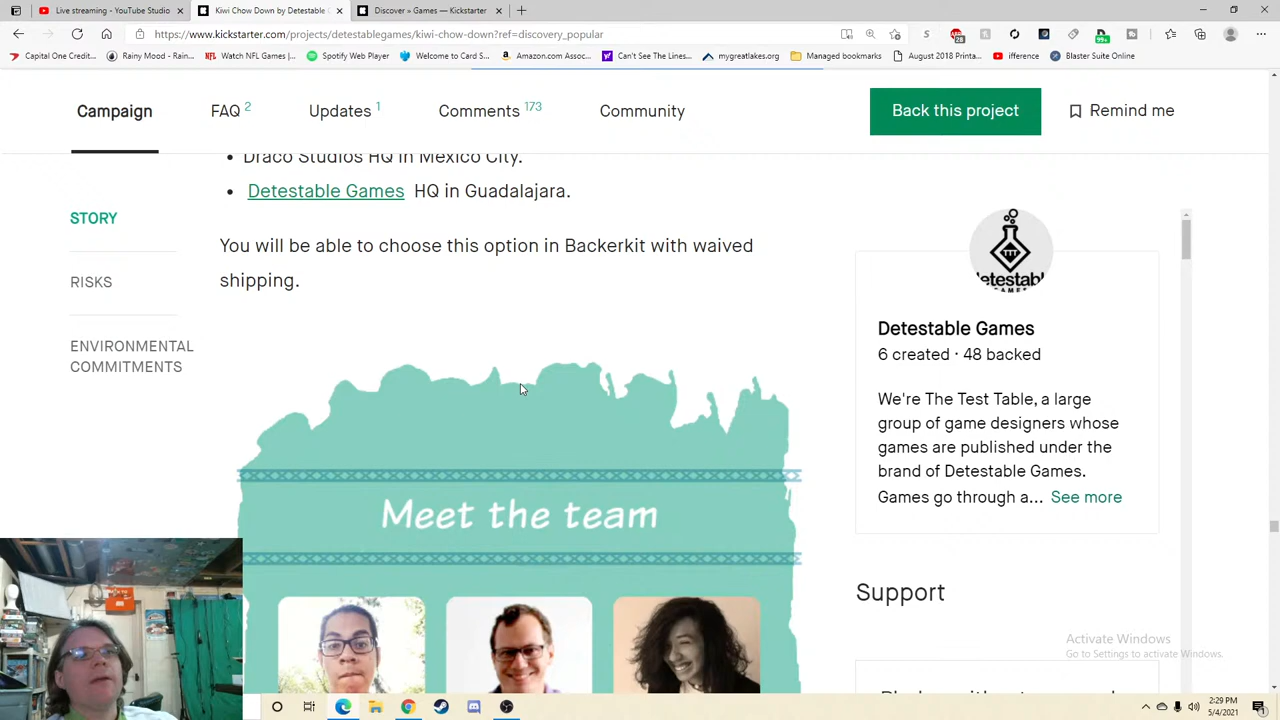 Live streaming - YouTube Studio
Kiwi Chow Down by Detestable G
Discover » Games — Kickstarter
https://www.kickstarter.com/projects/detestablegames/kiwi-chow-down?ref=discovery_popular
Capital One Credit...
Rainy Mood - Rain...
Watch NFL Games |...
Spotify Web Player
Welcome to Card S...
Amazon.com Assoc...
Can't See The Lines...
mygreatlakes.org
Managed bookmarks
August 2018 Printa...
ifference
Blaster Suite Online
Campaign
FAQ 2
Updates 1
Comments 173
Community
Back this project
Remind me
• Draco Studios HQ in Mexico City.
• Detestable Games HQ in Guadalajara.
You will be able to choose this option in Backerkit with waived
shipping.
STORY
RISKS
ENVIRONMENTAL
COMMITMENTS
Meet the team
Detestable Games
6 created · 48 backed
We're The Test Table, a large
group of game designers whose
games are published under the
brand of Detestable Games.
Games go through a... See more
Support
Activate Windows
Go to Settings to activate Windows.
2:29 PM
5/4/2021